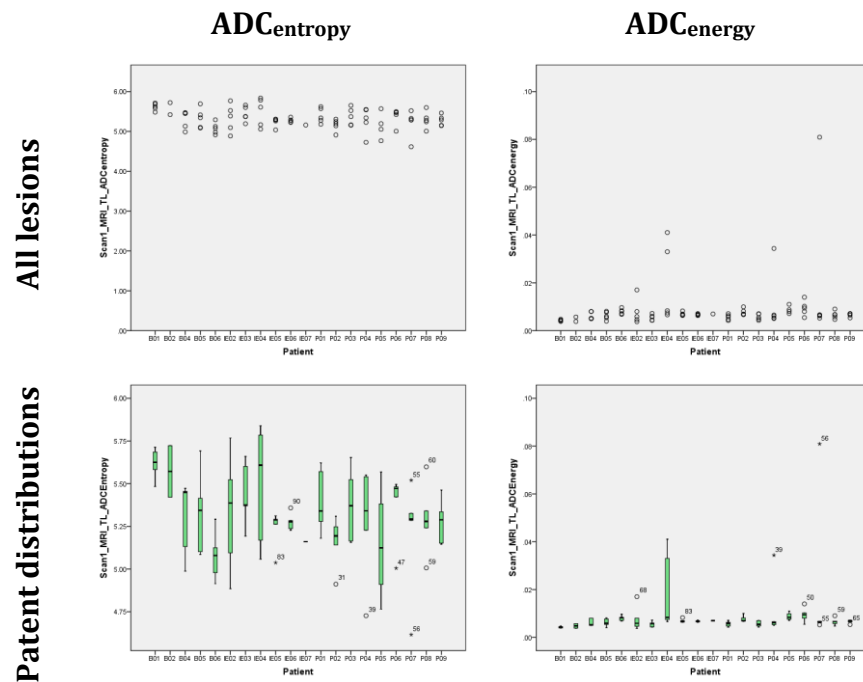 ADCentropy
ADCenergy
All lesions
Scan1_MRI_TL_ADCentropy
6.00
5.00
4.00
3.00
2.00
1.00
.00
B01 B02 B04 B05 B06 IE02 IE03 IE04 IE05 IE06 IE07 P01 P02 P03 P04 P05 P06 P07 P08 P09
Patient
Scan1_MRI_TL_ADCenergy
.10
.08
.06
.04
.02
.00
B01 B02 B04 B05 B06 IE02 IE03 IE04 IE05 IE06 IE07 P01 P02 P03 P04 P05 P06 P07 P08 P09
Patient
Patent distributions
Scan1_MRI_TL_ADCEntropy
5.75
5.50
5.25
5.00
4.75
60
55
90
83
47
59
31
39
56
B01 B02 B04 B05 B06 IE02 IE03 IE04 IE05 IE06 IE07 P01 P02 P03 P04 P05 P06 P07 P08 P09
Patient
Scan1_MRI_TL_ADCEnergy
.10
.08
.06
.04
.02
.00
56
39
68
50
83
59
55
65
B01 B02 B04 B05 B06 IE02 IE03 IE04 IE05 IE06 IE07 P01 P02 P03 P04 P05 P06 P07 P08 P09
Patient